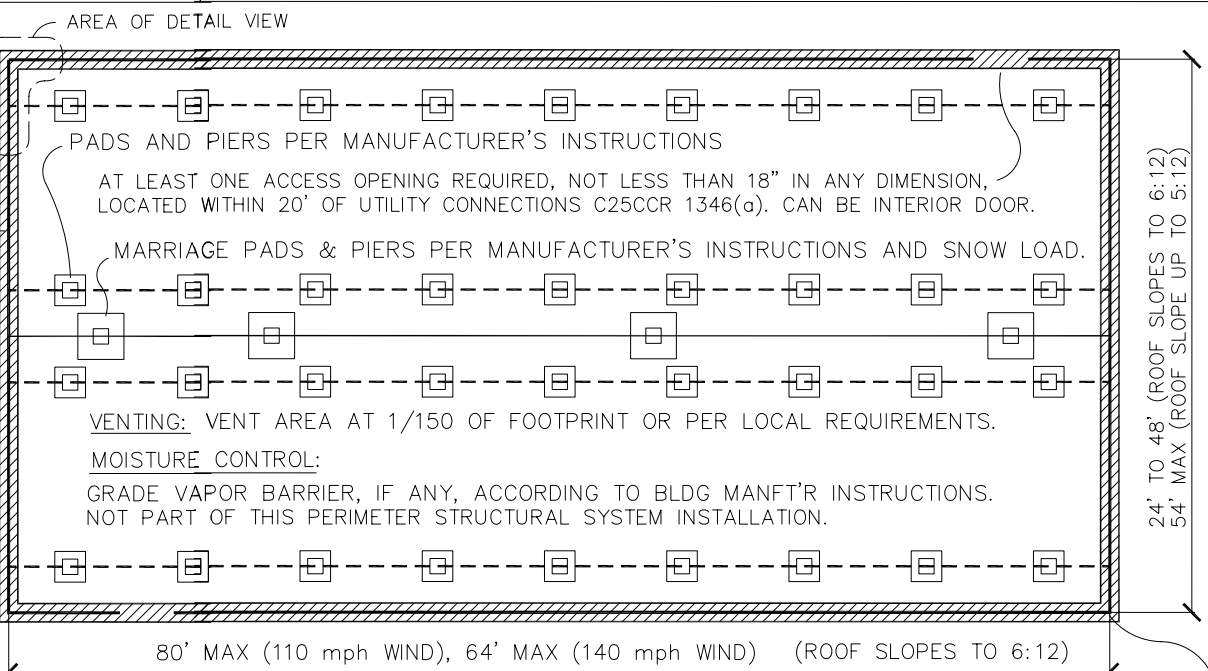 AREA OF DETAIL VIEW
PADS AND PIERS PER MANUFACTURER'S INSTRUCTIONS
AT LEAST ONE ACCESS OPENING REQUIRED, NOT LESS THAN 18" IN ANY DIMENSION,
LOCATED WITHIN 20' OF UTILITY CONNECTIONS C25CCR 1346(a). CAN BE INTERIOR DOOR.
MARRIAGE PADS & PIERS PER MANUFACTURER'S INSTRUCTIONS AND SNOW LOAD.
VENTING: VENT AREA AT 1/150 OF FOOTPRINT OR PER LOCAL REQUIREMENTS.
MOISTURE CONTROL:
GRADE VAPOR BARRIER, IF ANY, ACCORDING TO BLDG MANFT'R INSTRUCTIONS.
NOT PART OF THIS PERIMETER STRUCTURAL SYSTEM INSTALLATION.
24' TO 48' (ROOF SLOPES TO 6:12)
54' MAX (ROOF SLOPE UP TO 5:12)
80' MAX (110 mph WIND), 64' MAX (140 mph WIND) (ROOF SLOPES TO 6:12)